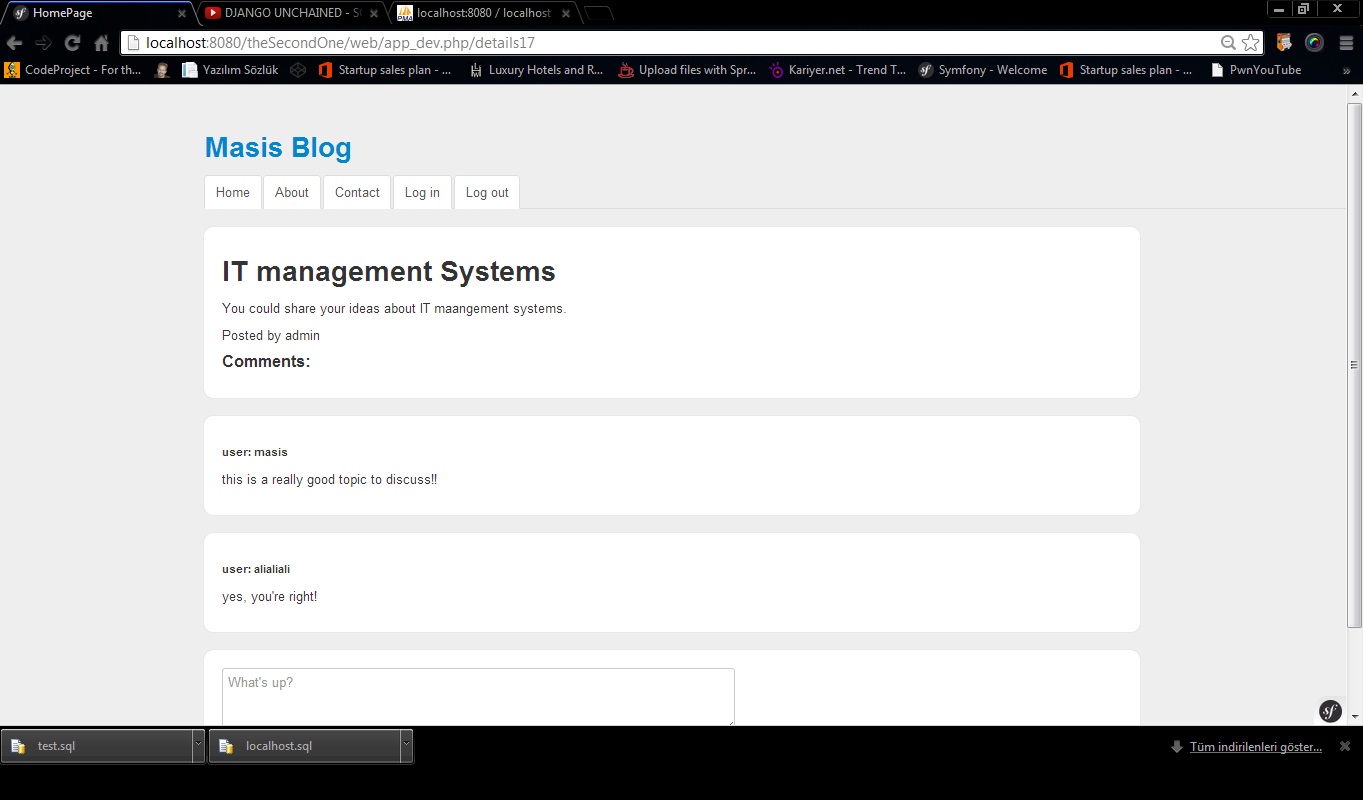 HomePage
DJANGO UNCHAINED - S
localhost:8080 / localhost
localhost:8080/theSecondOne/web/app_dev.php/details17
CodeProject - For th... Yazılım Sözlük Startup sales plan - ... Luxury Hotels and R... Upload files with Spr... Kariyer.net - Trend T... Symfony - Welcome Startup sales plan - ... PwnYouTube »
Masis Blog
Home About Contact Log in Log out
IT management Systems
You could share your ideas about IT maangement systems.
Posted by admin
Comments:
user: masis
this is a really good topic to discuss!!
user: alialiali
yes, you're right!
What's up?
sf
test.sql localhost.sql Tüm indirilenleri göster...